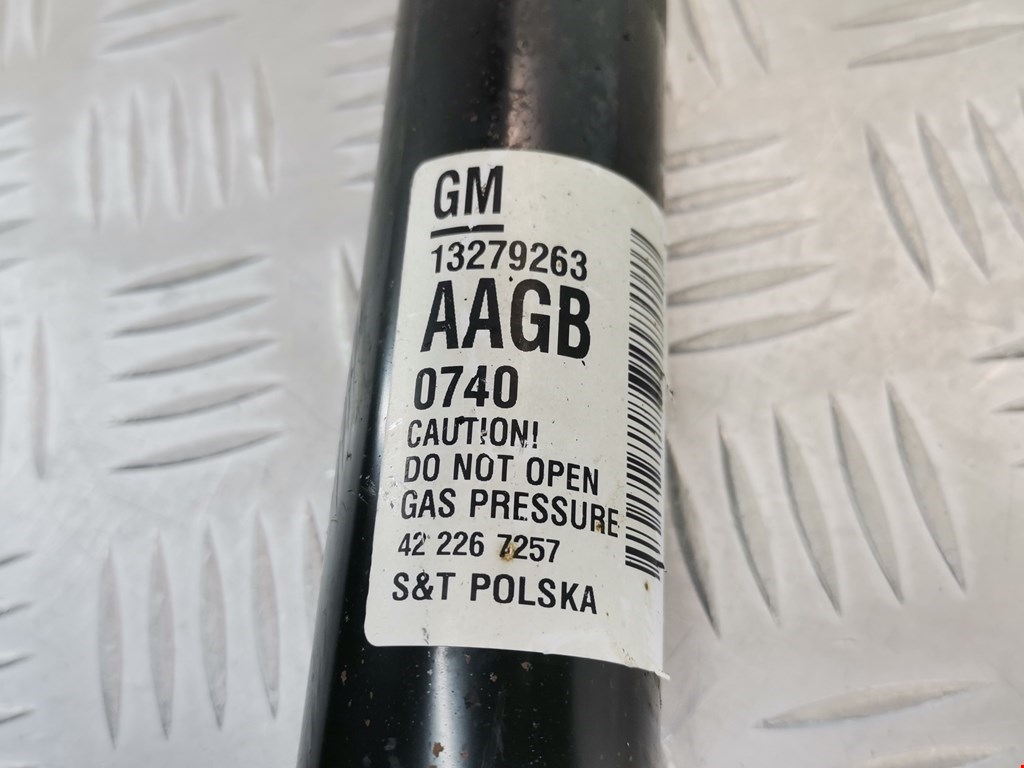 GM
13279263
AAGB
0740
CAUTION!
DO NOT OPEN
GAS PRESSURE
42 226 7257
S&T POLSKA